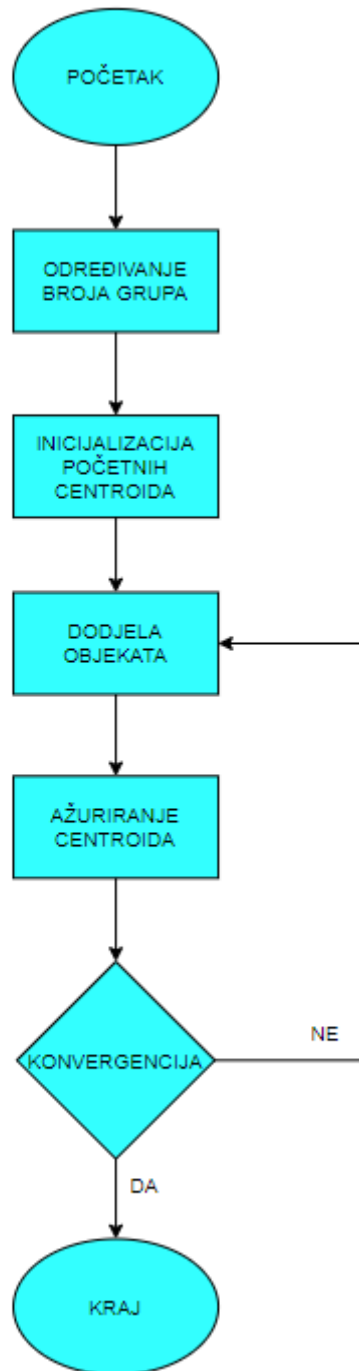 POČETAK
ODREĐIVANJE
BROJA GRUPA
INICIJALIZACIJA
POČETNIH
CENTROIDA
DODJELA
OBJEKATA
AŽURIRANJE
CENTROIDA
KONVERGENCIJA
NE
DA
KRAJ